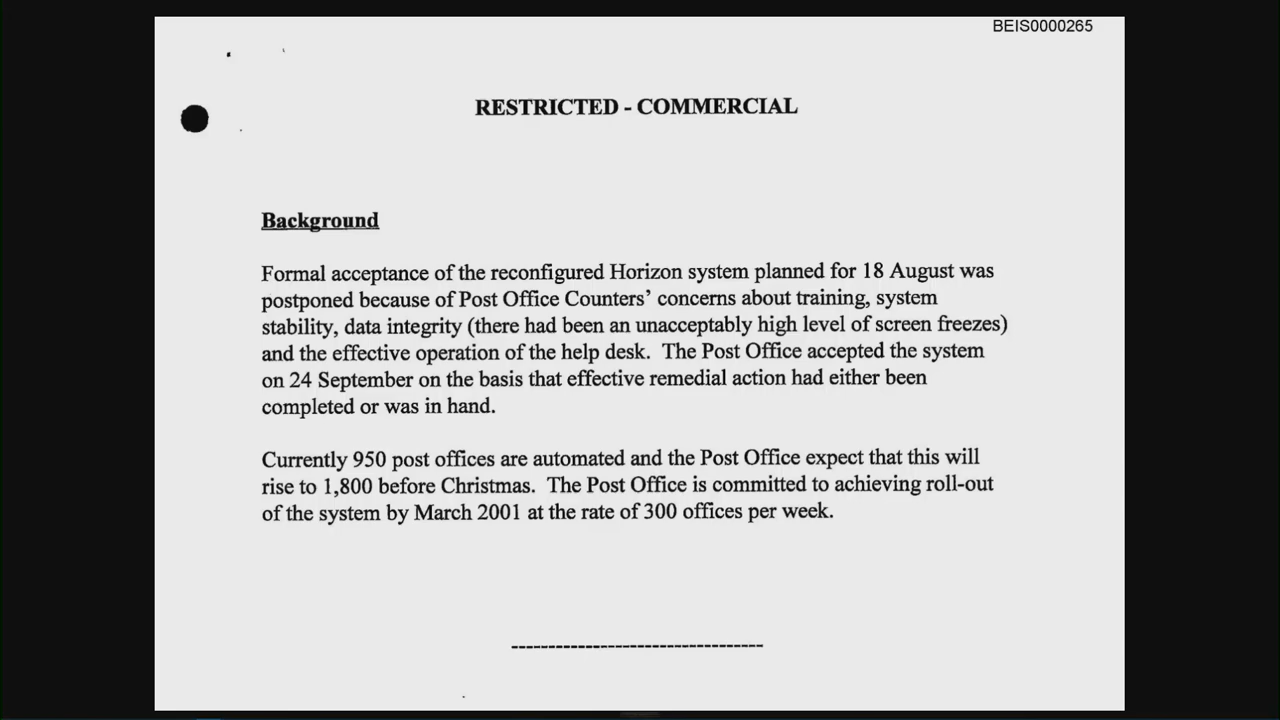 BEIS0000265
RESTRICTED - COMMERCIAL
Background
Formal acceptance of the reconfigured Horizon system planned for 18 August was
postponed because of Post Office Counters’ concerns about training, system
stability, data integrity (there had been an unacceptably high level of screen freezes)
and the effective operation of the help desk. The Post Office accepted the system
on 24 September on the basis that effective remedial action had either been
completed or was in hand.
Currently 950 post offices are automated and the Post Office expect that this will
rise to 1,800 before Christmas. The Post Office is committed to achieving roll-out
of the system by March 2001 at the rate of 300 offices per week.